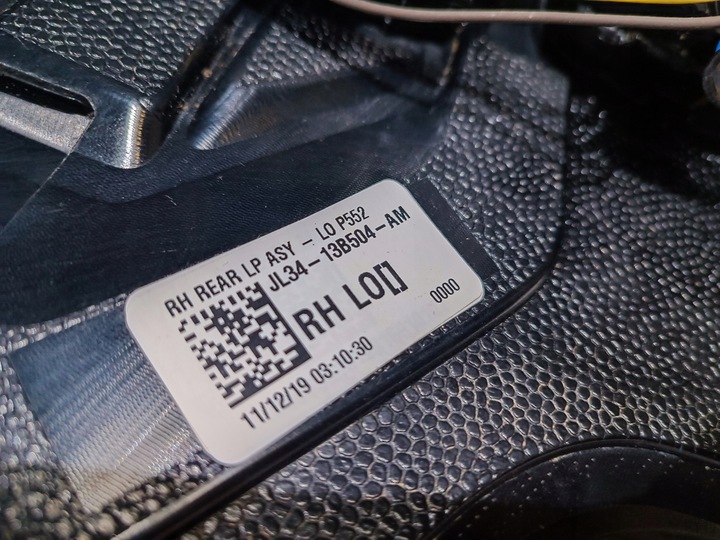 RH REAR LP ASY - LO P552
JL34-13B504-AM
RH LO[]
0000
11/12/19 03:10:30